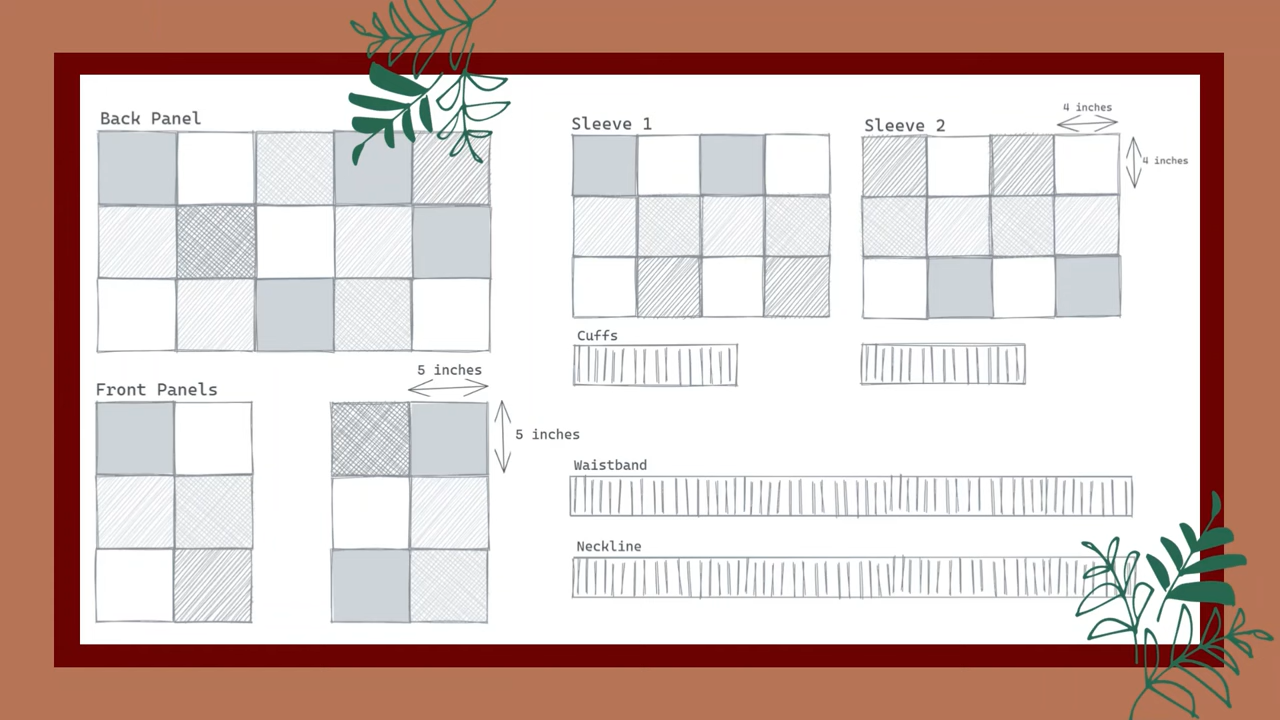 Back Panel
Sleeve 1
Sleeve 2
4 inches
4 inches
Cuffs
Front Panels
5 inches
5 inches
Waistband
Neckline